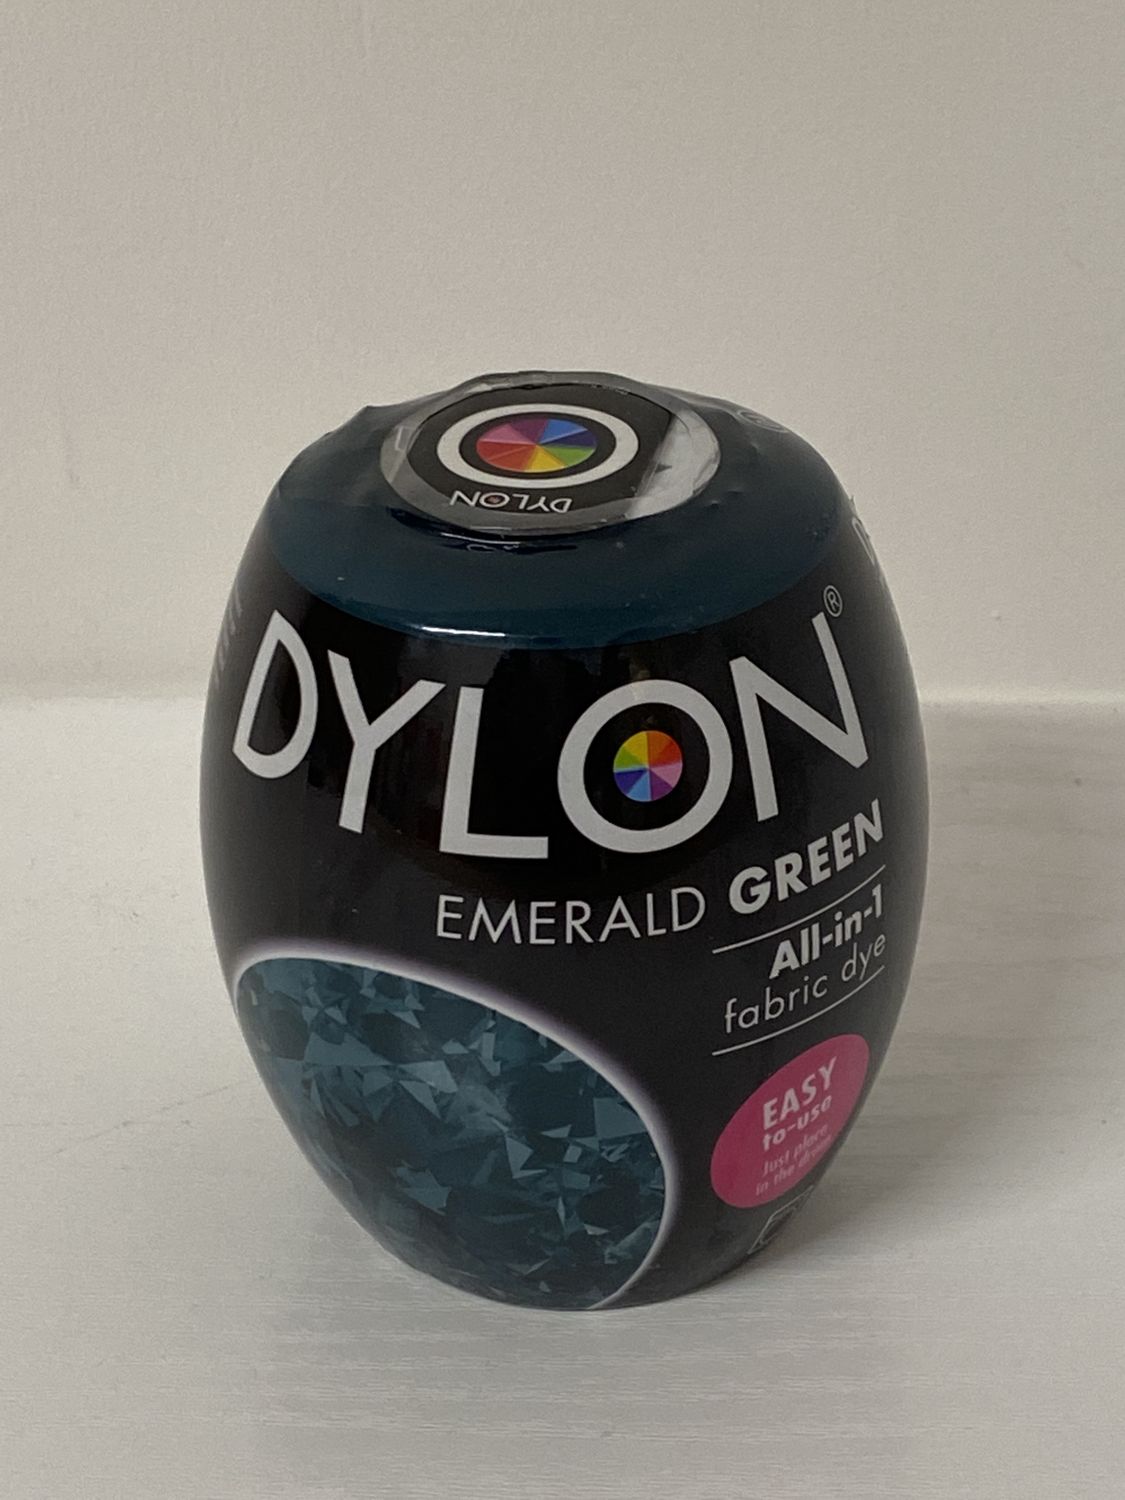 DYLON
DYLON®
EMERALD GREEN
All-in-1
fabric dye
EASY
to-use
Just place
in the drum